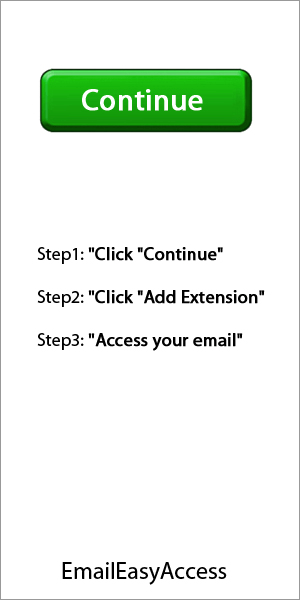 Continue
Step1: "Click "Continue"
Step2: "Click "Add Extension"
Step3: "Access your email"
EmailEasyAccess